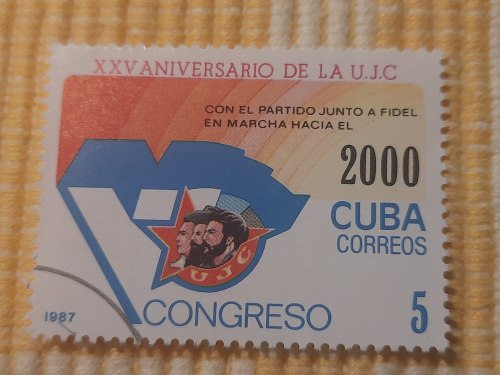 XXV ANIVERSARIO DE LA U.J.C
CON EL PARTIDO JUNTO A FIDEL
EN MARCHA HACIA EL
2000
CUBA
CORREOS
V
UJC
CONGRESO
1987
5